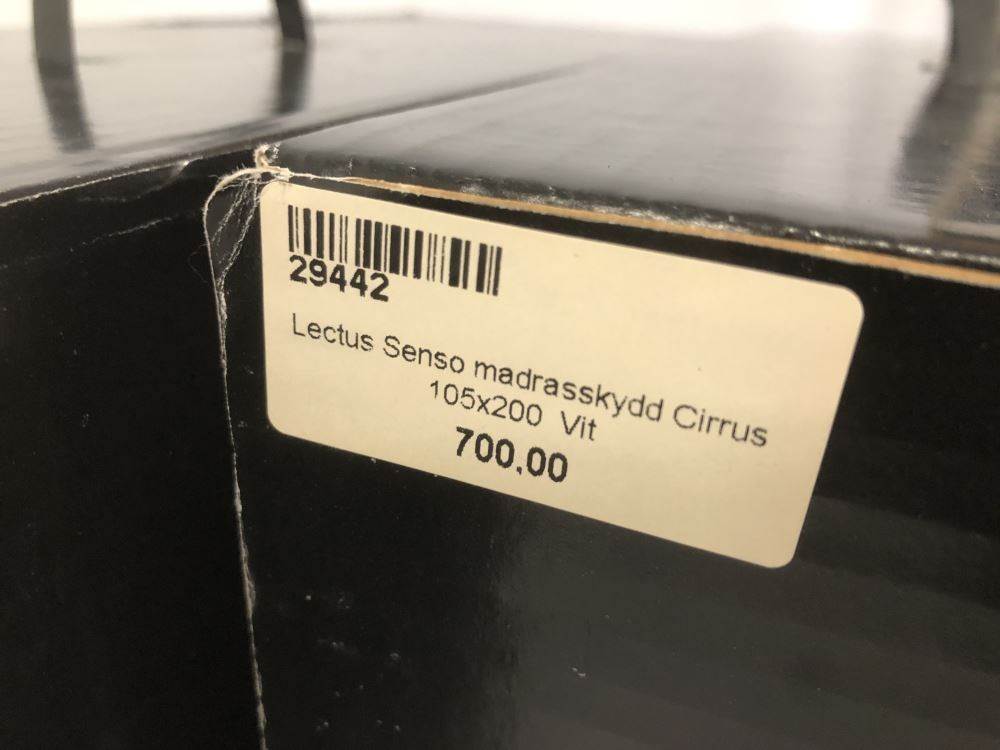 29442
Lectus Senso madrasskydd Cirrus
105x200 Vit
700,00